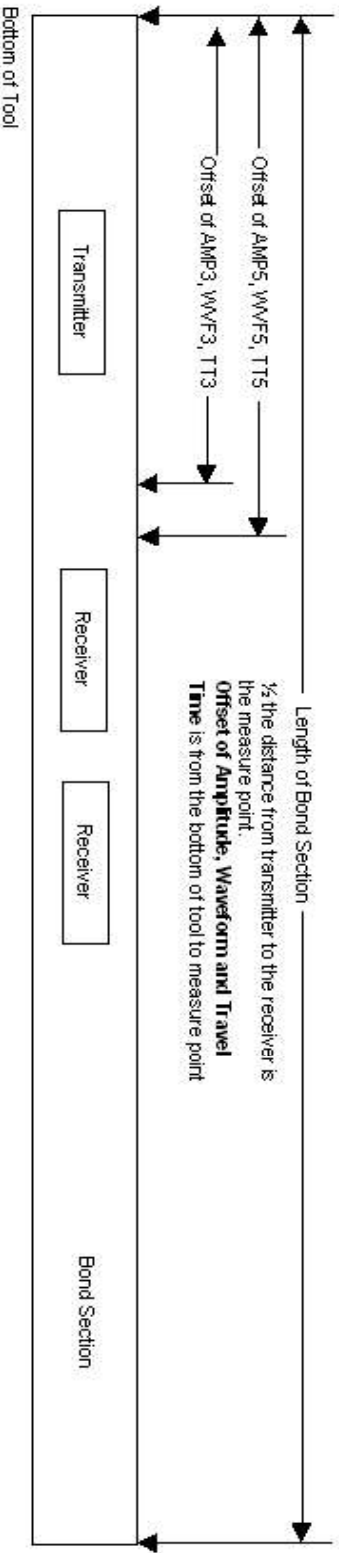 Length of Bond Section
Offset of AMP5, WVF5, TT5
Offset of AMP3, WVF3, TT3
½ the distance from transmitter to the receiver is
the measure point.
Offset of Amplitude, Waveform and Travel
Time is from the bottom of tool to measure point
Transmitter
Receiver
Receiver
Bond Section
Bottom of Tool